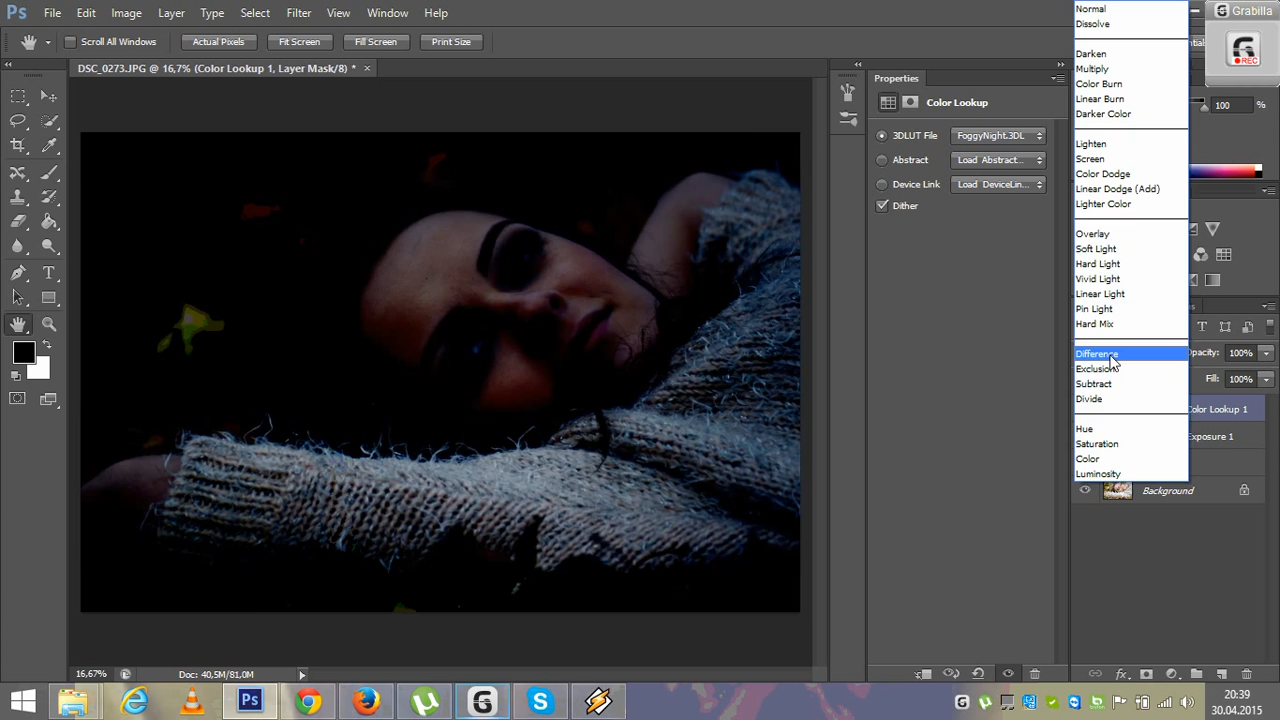 Ps File Edit Image Layer Type Select Filter View Window Help
Grabilla
REC
Scroll All Windows Actual Pixels Fit Screen Fill Screen Print Size
DSC_0273.JPG @ 16,7% (Color Lookup 1, Layer Mask/8) * ×
Properties
Color Lookup
3DLUT File FoggyNight.3DL
Abstract Load Abstract...
Device Link Load DeviceLin...
Dither
Normal
Dissolve
Darken
Multiply
Color Burn
Linear Burn
Darker Color
Lighten
Screen
Color Dodge
Linear Dodge (Add)
Lighter Color
Overlay
Soft Light
Hard Light
Vivid Light
Linear Light
Pin Light
Hard Mix
Difference
Exclusion
Subtract
Divide
Hue
Saturation
Color
Luminosity
100 %
Opacity: 100%
Fill: 100%
Color Lookup 1
Exposure 1
Background
16,67% Doc: 40,5M/81,0M
20:39
30.04.2015